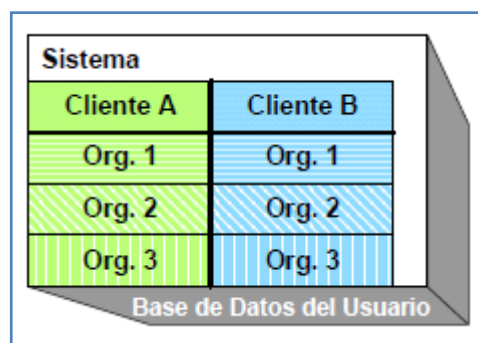 Sistema
Cliente A Cliente B
Org. 1 Org. 1
Org. 2 Org. 2
Org. 3 Org. 3
Base de Datos del Usuario